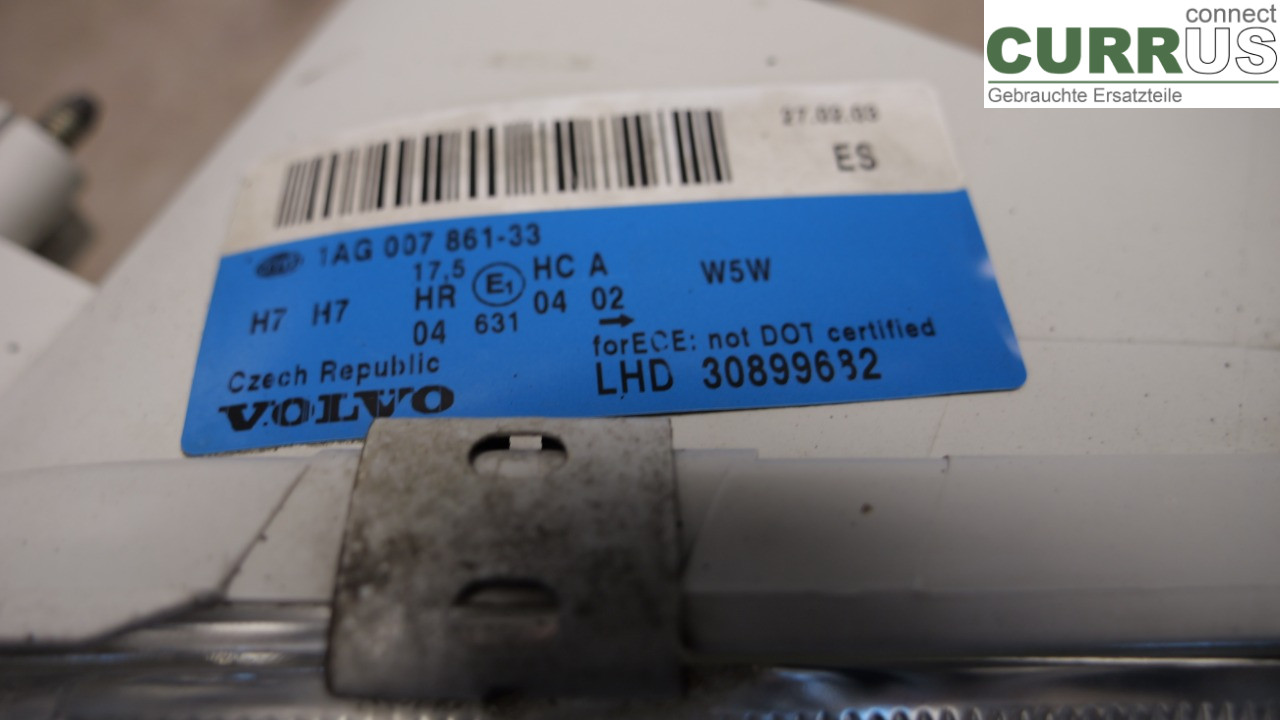 connect
CURRUS
Gebrauchte Ersatzteile
27.03.03
ES
1AG 007 861-33
17,5 E1 HC A W5W
H7 H7 HR 04 02
04 631
forECE: not DOT certified
Czech Republic
LHD 30899682
VOLVO